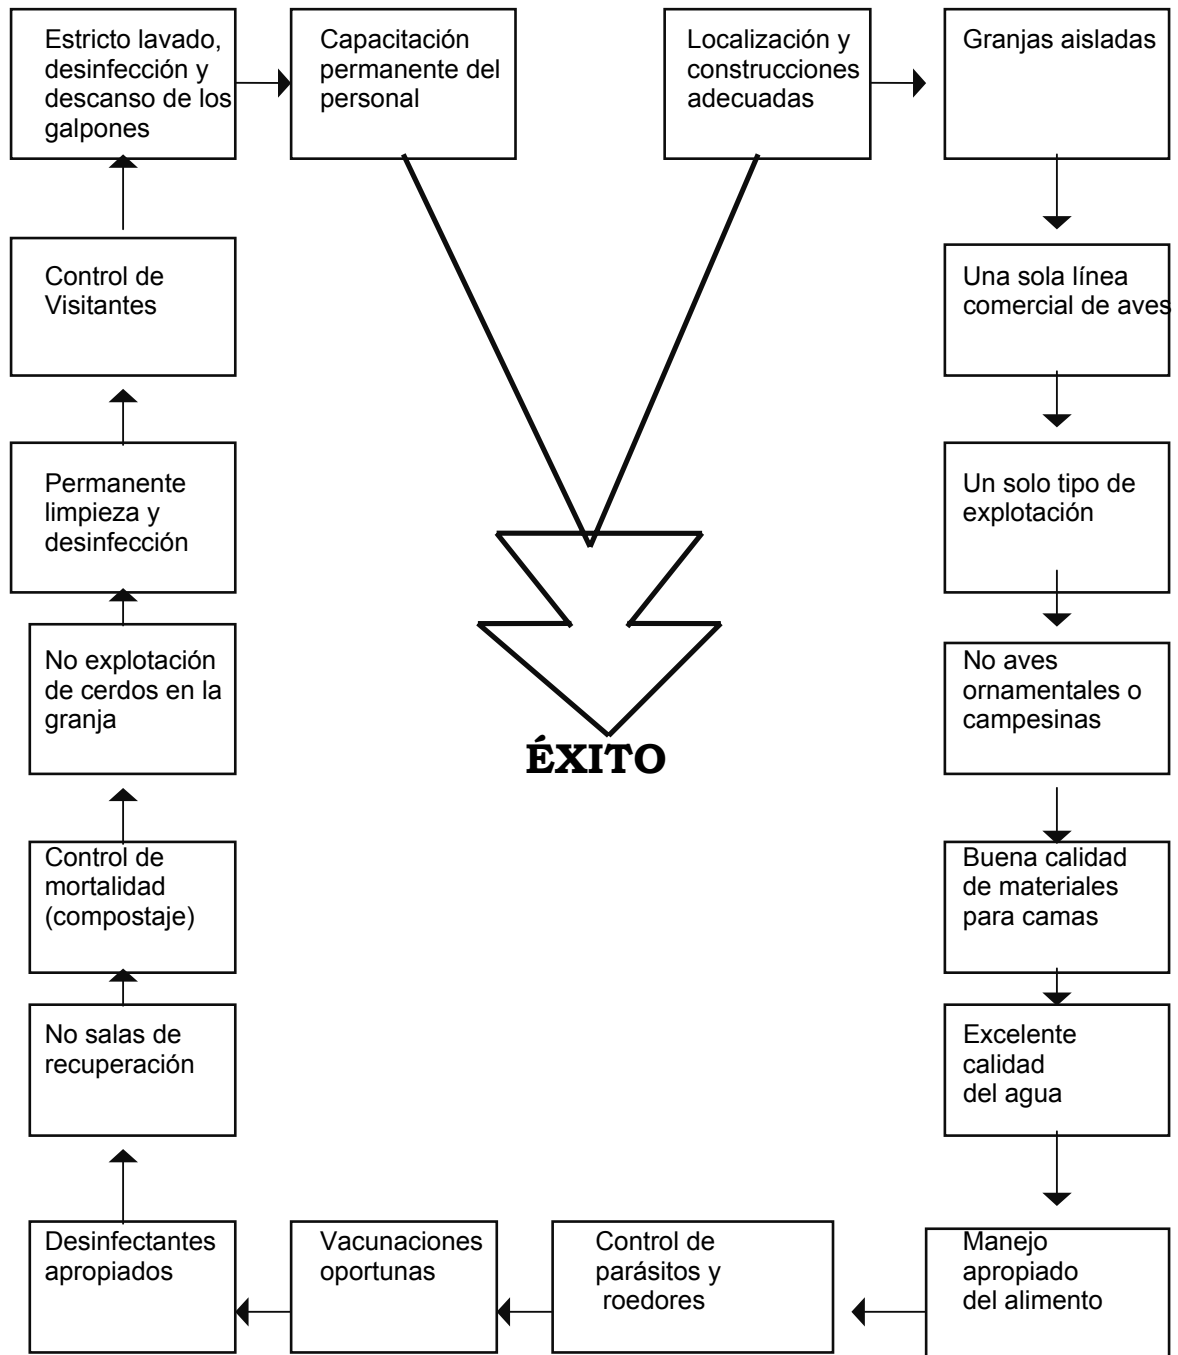 Estricto lavado,
desinfección y
descanso de los
galpones
Capacitación
permanente del
personal
Localización y
construcciones
adecuadas
Granjas aisladas
Control de
Visitantes
Una sola línea
comercial de aves
Permanente
limpieza y
desinfección
Un solo tipo de
explotación
No explotación
de cerdos en la
granja
No aves
ornamentales o
campesinas
ÉXITO
Control de
mortalidad
(compostaje)
Buena calidad
de materiales
para camas
No salas de
recuperación
Excelente
calidad
del agua
Desinfectantes
apropiados
Vacunaciones
oportunas
Control de
parásitos y
roedores
Manejo
apropiado
del alimento